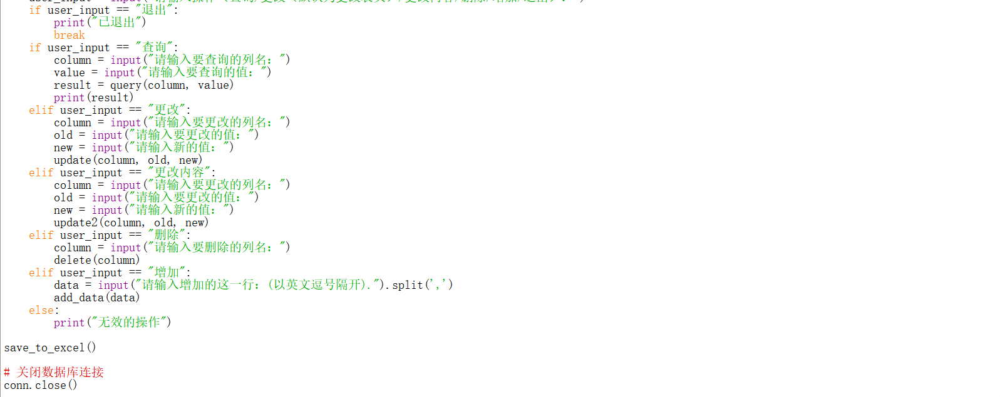 if user_input == "退出":
print("已退出")
break
if user_input == "查询":
column = input("请输入要查询的列名：")
value = input("请输入要查询的值：")
result = query(column, value)
print(result)
elif user_input == "更改":
column = input("请输入要更改的列名：")
old = input("请输入要更改的值：")
new = input("请输入新的值：")
update(column, old, new)
elif user_input == "更改内容":
column = input("请输入要更改的列名：")
old = input("请输入要更改的值：")
new = input("请输入新的值：")
update2(column, old, new)
elif user_input == "删除":
column = input("请输入要删除的列名：")
delete(column)
elif user_input == "增加":
data = input("请输入增加的这一行：(以英文逗号隔开).").split(',')
add_data(data)
else:
print("无效的操作")
save_to_excel()
# 关闭数据库连接
conn.close()